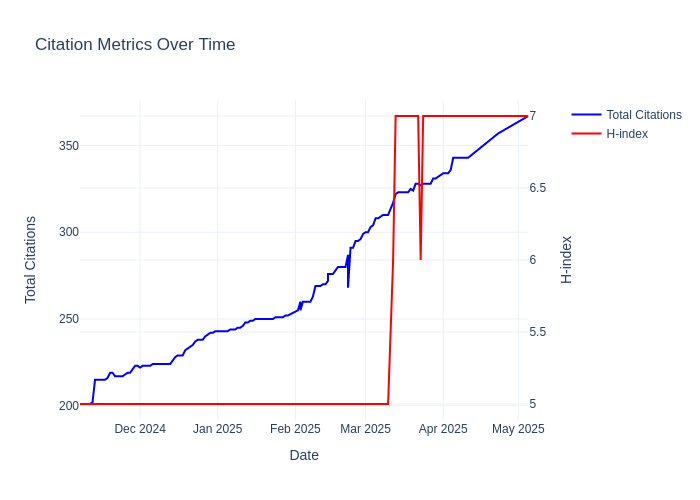 Citation Metrics Over Time
Total Citations
H-index
350
300
250
200
7
6.5
6
5.5
5
Dec 2024
Jan 2025
Feb 2025
Mar 2025
Apr 2025
May 2025
Date
Total Citations
H-index